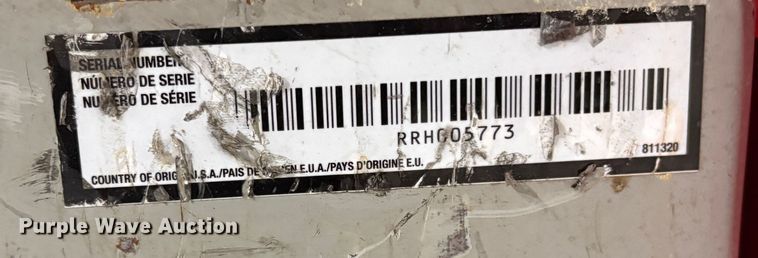 SERIAL NUMBER
NÚMERO DE SERIE
NUMÉRO DE SÉRIE
RRHG05773
811320
COUNTRY OF ORIGIN U.S.A./PAIS DE ORIGEN E.U.A./PAYS D'ORIGINE E.U.
Purple Wave Auction